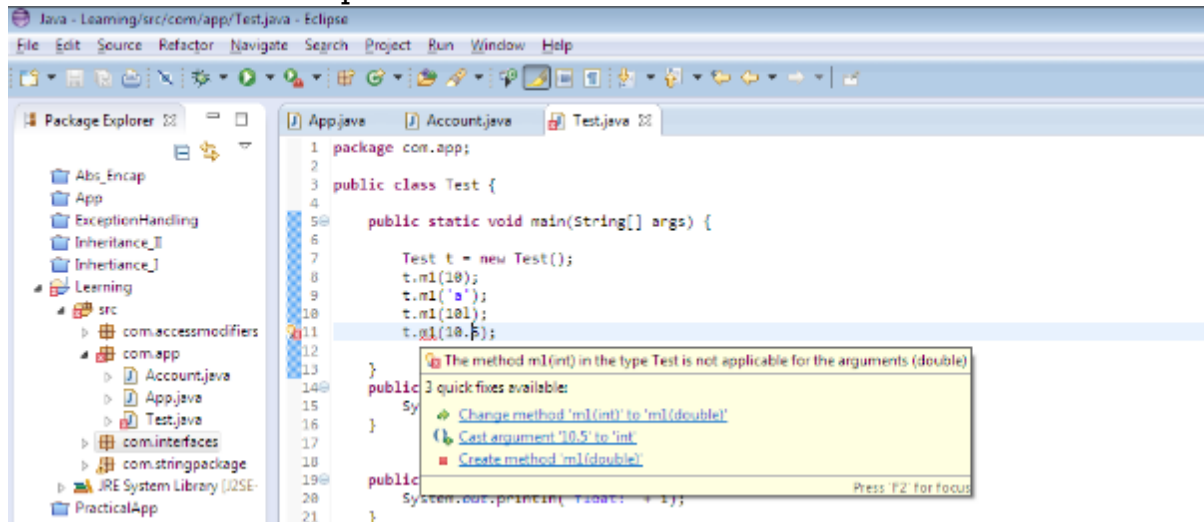 Java - Learning/src/com/app/Test.java - Eclipse
File Edit Source Refactor Navigate Search Project Run Window Help
Package Explorer
App.java Account.java Test.java
Abs_Encap
App
ExceptionHandling
Inheritance_II
Inhertiance_I
Learning
src
com.accessmodifiers
com.app
Account.java
App.java
Test.java
com.interfaces
com.stringpackage
JRE System Library [J2SE-
PracticalApp
1 package com.app;
2
3 public class Test {
4
5 public static void main(String[] args) {
6
7 Test t = new Test();
8 t.m1(10);
9 t.m1('a');
10 t.m1(10l);
11 t.m1(10.5);
12
13 }
14 public
15 Sy
16 }
17
18
19 public
20 System.out.println( float: + i);
21 }
The method m1(int) in the type Test is not applicable for the arguments (double)
3 quick fixes available:
Change method 'm1(int)' to 'm1(double)'
Cast argument '10.5' to 'int'
Create method 'm1(double)'
Press 'F2' for focus